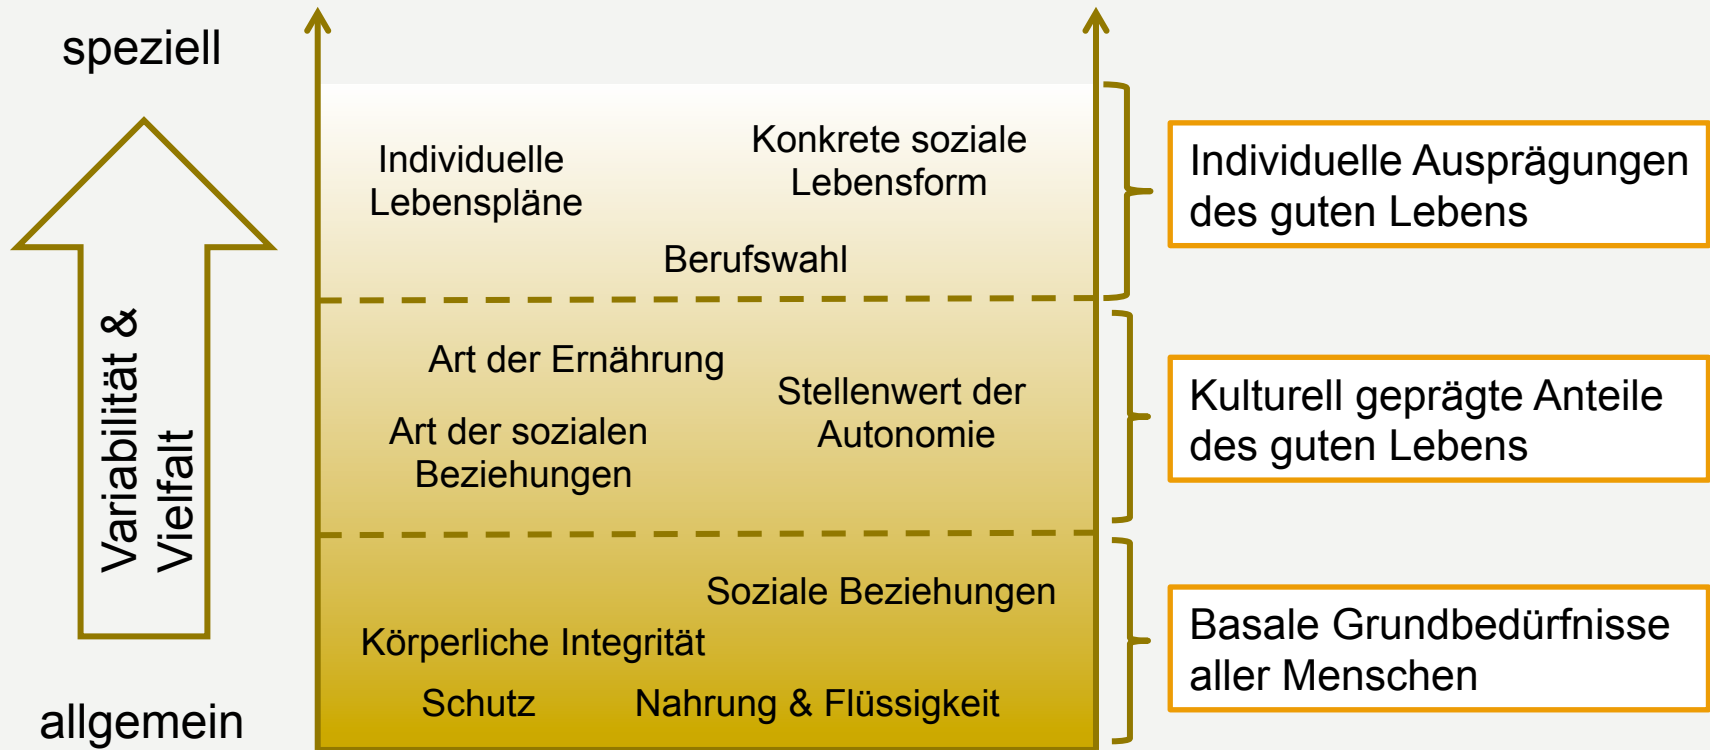 speziell
Variabilität &
Vielfalt
allgemein
Individuelle
Lebenspläne
Konkrete soziale
Lebensform
Berufswahl
Individuelle Ausprägungen
des guten Lebens
Art der Ernährung
Stellenwert der
Autonomie
Art der sozialen
Beziehungen
Kulturell geprägte Anteile
des guten Lebens
Soziale Beziehungen
Körperliche Integrität
Schutz
Nahrung & Flüssigkeit
Basale Grundbedürfnisse
aller Menschen